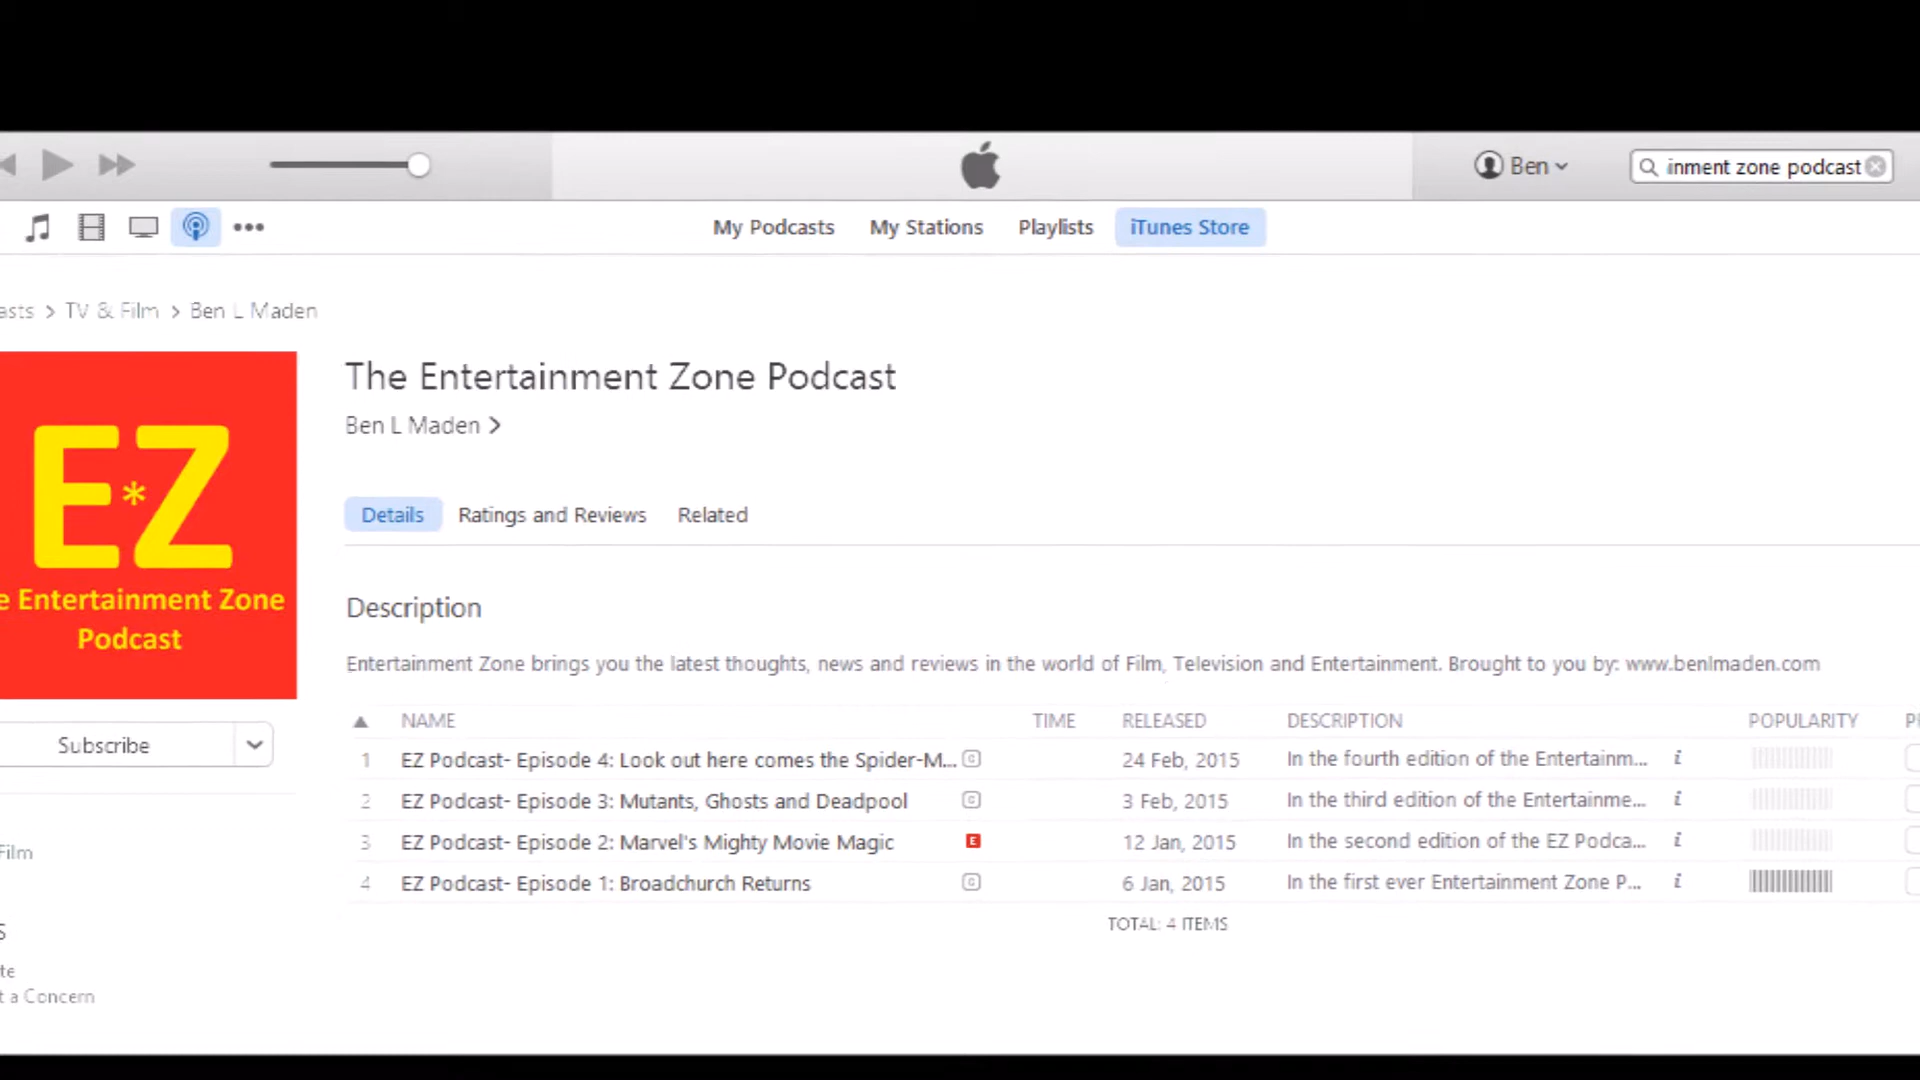 Ben
inment zone podcast
My Podcasts My Stations Playlists iTunes Store
asts > TV & Film > Ben L Maden
The Entertainment Zone Podcast
Ben L Maden >
EZ
*
e Entertainment Zone
Podcast
Subscribe
Details Ratings and Reviews Related
Description
Entertainment Zone brings you the latest thoughts, news and reviews in the world of Film, Television and Entertainment. Brought to you by: www.benlmaden.com
NAME TIME RELEASED DESCRIPTION POPULARITY
1 EZ Podcast- Episode 4: Look out here comes the Spider-M... C 24 Feb, 2015 In the fourth edition of the Entertainm... i
2 EZ Podcast- Episode 3: Mutants, Ghosts and Deadpool C 3 Feb, 2015 In the third edition of the Entertainme... i
3 EZ Podcast- Episode 2: Marvel's Mighty Movie Magic E 12 Jan, 2015 In the second edition of the EZ Podca... i
4 EZ Podcast- Episode 1: Broadchurch Returns C 6 Jan, 2015 In the first ever Entertainment Zone P... i
TOTAL: 4 ITEMS
Film
S
te
t a Concern